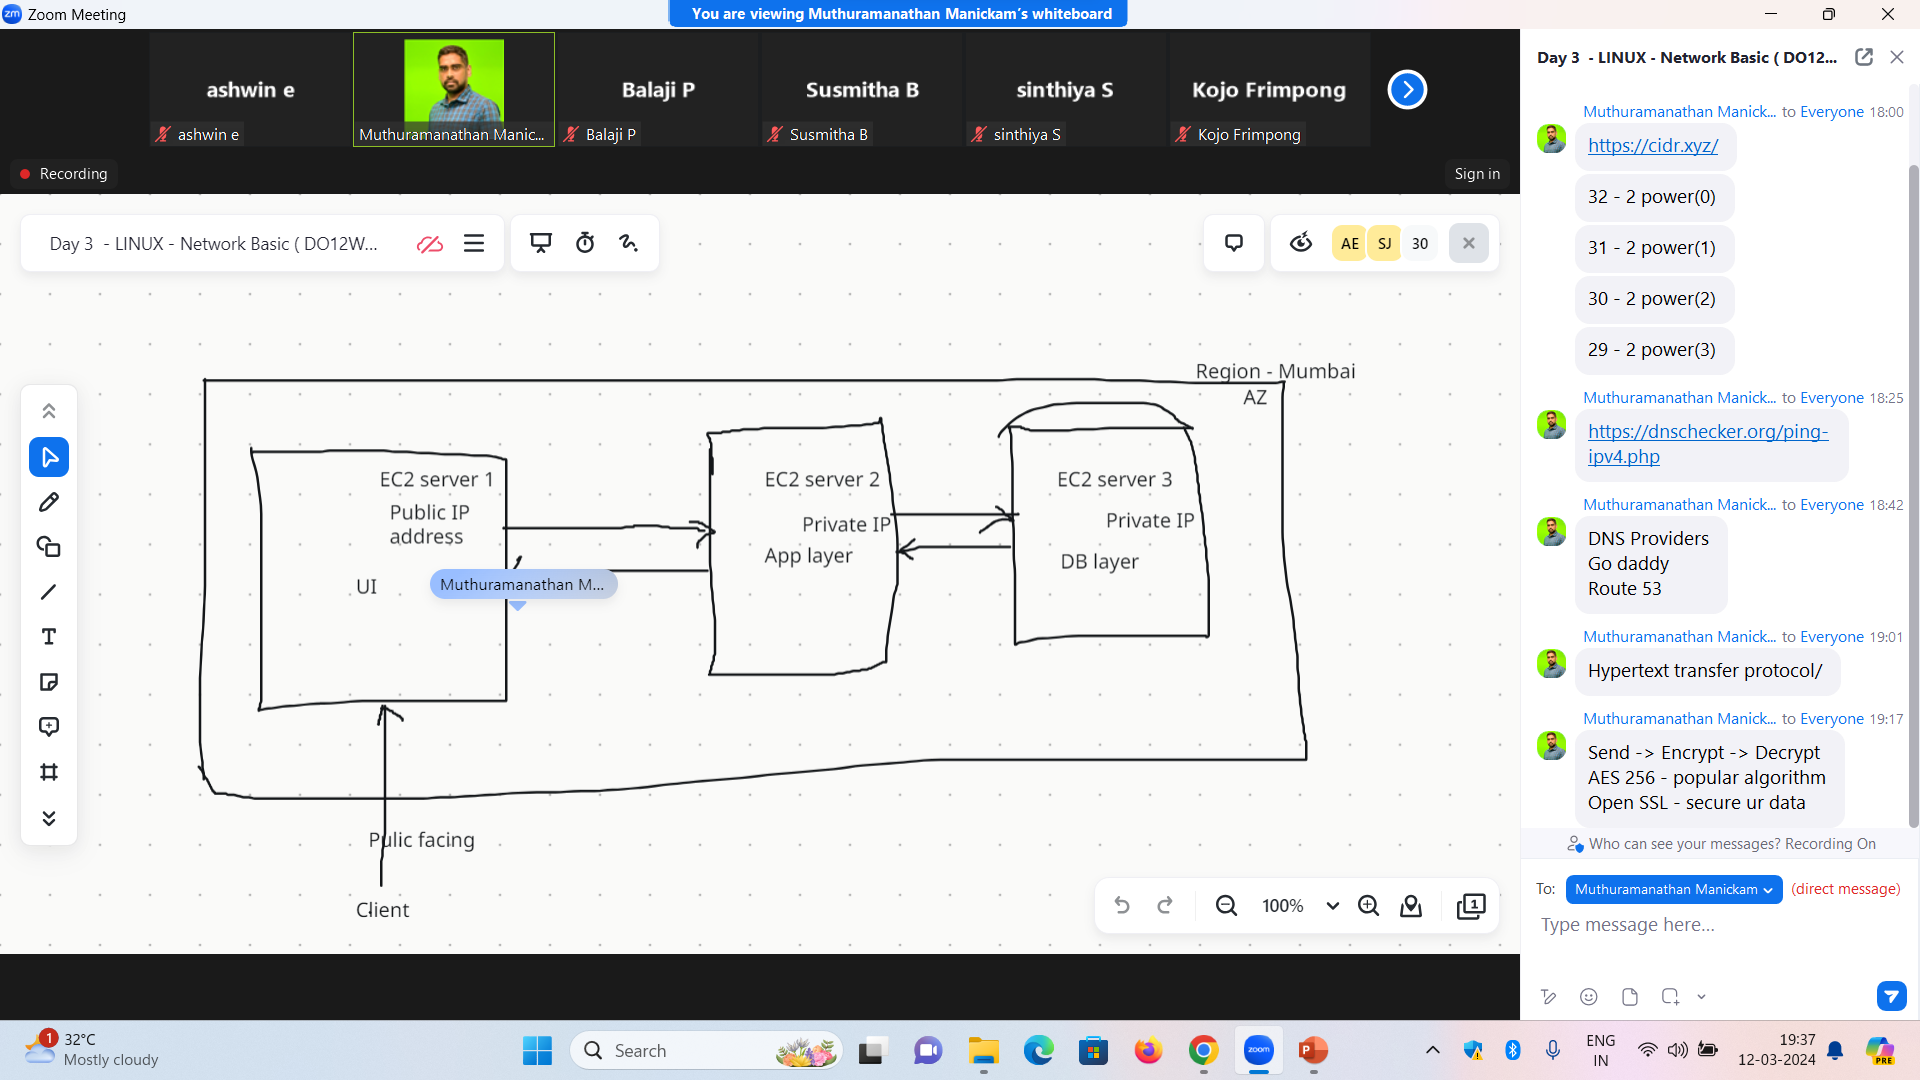 Zoom Meeting
You are viewing Muthuramanathan Manickam's whiteboard
ashwin e
Balaji P
Susmitha B
sinthiya S
Kojo Frimpong
ashwin e
Muthuramanathan Manic...
Balaji P
Susmitha B
sinthiya S
Kojo Frimpong
Recording
Sign in
Day 3 - LINUX - Network Basic ( DO12W...
AE
SJ
30
Region - Mumbai
AZ
EC2 server 1
Public IP
address
UI
Muthuramanathan M...
EC2 server 2
Private IP
App layer
EC2 server 3
Private IP
DB layer
Pulic facing
Client
100%
1
Day 3 - LINUX - Network Basic ( DO12...
Muthuramanathan Manick... to Everyone 18:00
https://cidr.xyz/
32 - 2 power(0)
31 - 2 power(1)
30 - 2 power(2)
29 - 2 power(3)
Muthuramanathan Manick... to Everyone 18:25
https://dnschecker.org/ping-
ipv4.php
Muthuramanathan Manick... to Everyone 18:42
DNS Providers
Go daddy
Route 53
Muthuramanathan Manick... to Everyone 19:01
Hypertext transfer protocol/
Muthuramanathan Manick... to Everyone 19:17
Send -> Encrypt -> Decrypt
AES 256 - popular algorithm
Open SSL - secure ur data
Who can see your messages? Recording On
To: Muthuramanathan Manickam (direct message)
Type message here...
1
32°C
Mostly cloudy
Search
zoom
P
ENG
IN
19:37
12-03-2024
PRE